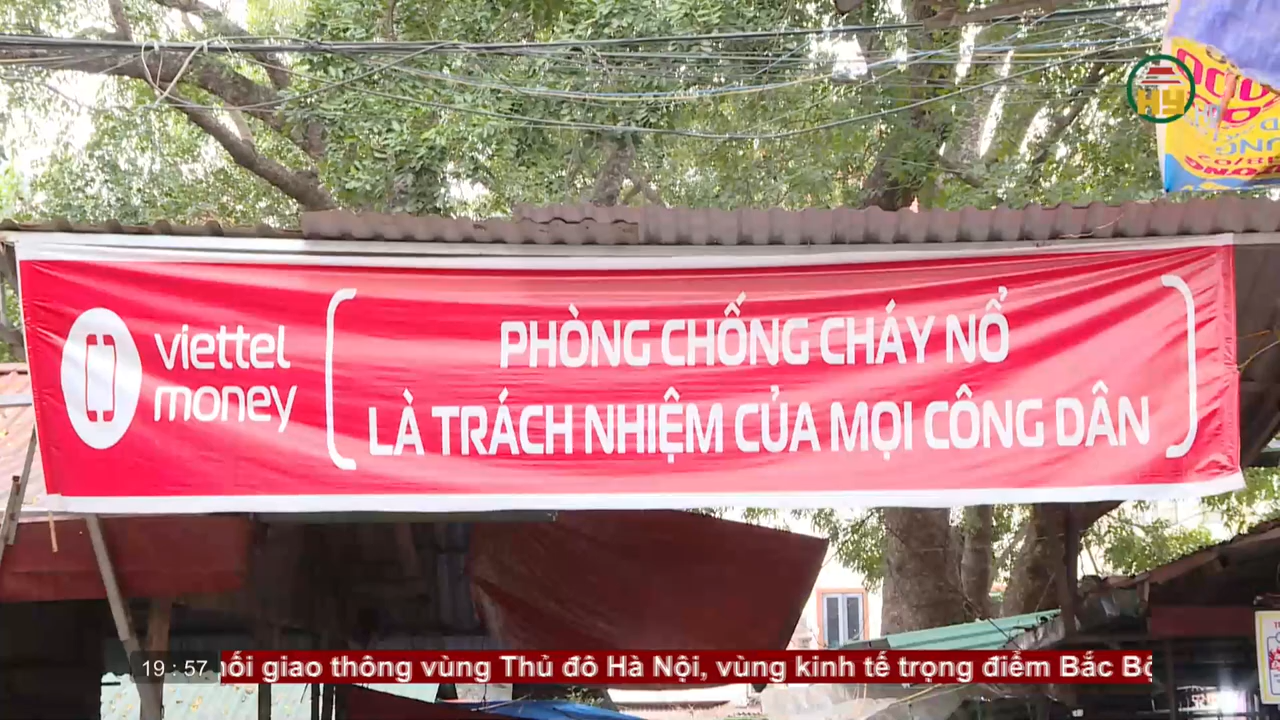 HY
viettel
money
PHÒNG CHỐNG CHÁY NỔ
LÀ TRÁCH NHIỆM CỦA MỌI CÔNG DÂN
19 : 57
giao thông vùng Thủ đô Hà Nội, vùng kinh tế trọng điểm Bắc